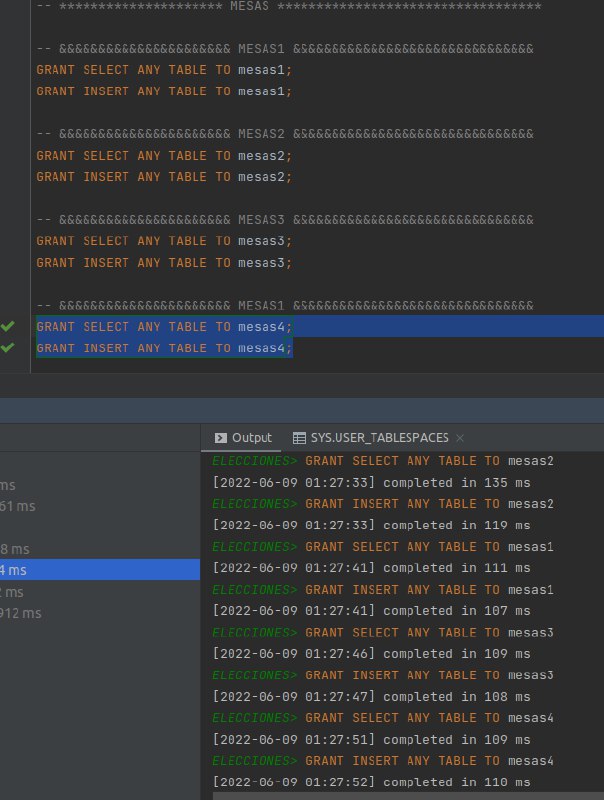 -- ********************* MESAS **********************************
-- &&&&&&&&&&&&&&&&&&&&&& MESAS1 &&&&&&&&&&&&&&&&&&&&&&&&&&&&&&&
GRANT SELECT ANY TABLE TO mesas1;
GRANT INSERT ANY TABLE TO mesas1;
-- &&&&&&&&&&&&&&&&&&&&&& MESAS2 &&&&&&&&&&&&&&&&&&&&&&&&&&&&&&&
GRANT SELECT ANY TABLE TO mesas2;
GRANT INSERT ANY TABLE TO mesas2;
-- &&&&&&&&&&&&&&&&&&&&&& MESAS3 &&&&&&&&&&&&&&&&&&&&&&&&&&&&&&&
GRANT SELECT ANY TABLE TO mesas3;
GRANT INSERT ANY TABLE TO mesas3;
-- &&&&&&&&&&&&&&&&&&&&&& MESAS1 &&&&&&&&&&&&&&&&&&&&&&&&&&&&&&&
GRANT SELECT ANY TABLE TO mesas4;
GRANT INSERT ANY TABLE TO mesas4;
ms
61 ms
8 ms
4 ms
ms
912 ms
Output SYS.USER_TABLESPACES
ELECCIONES> GRANT SELECT ANY TABLE TO mesas2
[2022-06-09 01:27:33] completed in 135 ms
ELECCIONES> GRANT INSERT ANY TABLE TO mesas2
[2022-06-09 01:27:33] completed in 119 ms
ELECCIONES> GRANT SELECT ANY TABLE TO mesas1
[2022-06-09 01:27:41] completed in 111 ms
ELECCIONES> GRANT INSERT ANY TABLE TO mesas1
[2022-06-09 01:27:41] completed in 107 ms
ELECCIONES> GRANT SELECT ANY TABLE TO mesas3
[2022-06-09 01:27:46] completed in 109 ms
ELECCIONES> GRANT INSERT ANY TABLE TO mesas3
[2022-06-09 01:27:47] completed in 108 ms
ELECCIONES> GRANT SELECT ANY TABLE TO mesas4
[2022-06-09 01:27:51] completed in 109 ms
ELECCIONES> GRANT INSERT ANY TABLE TO mesas4
[2022-06-09 01:27:52] completed in 110 ms